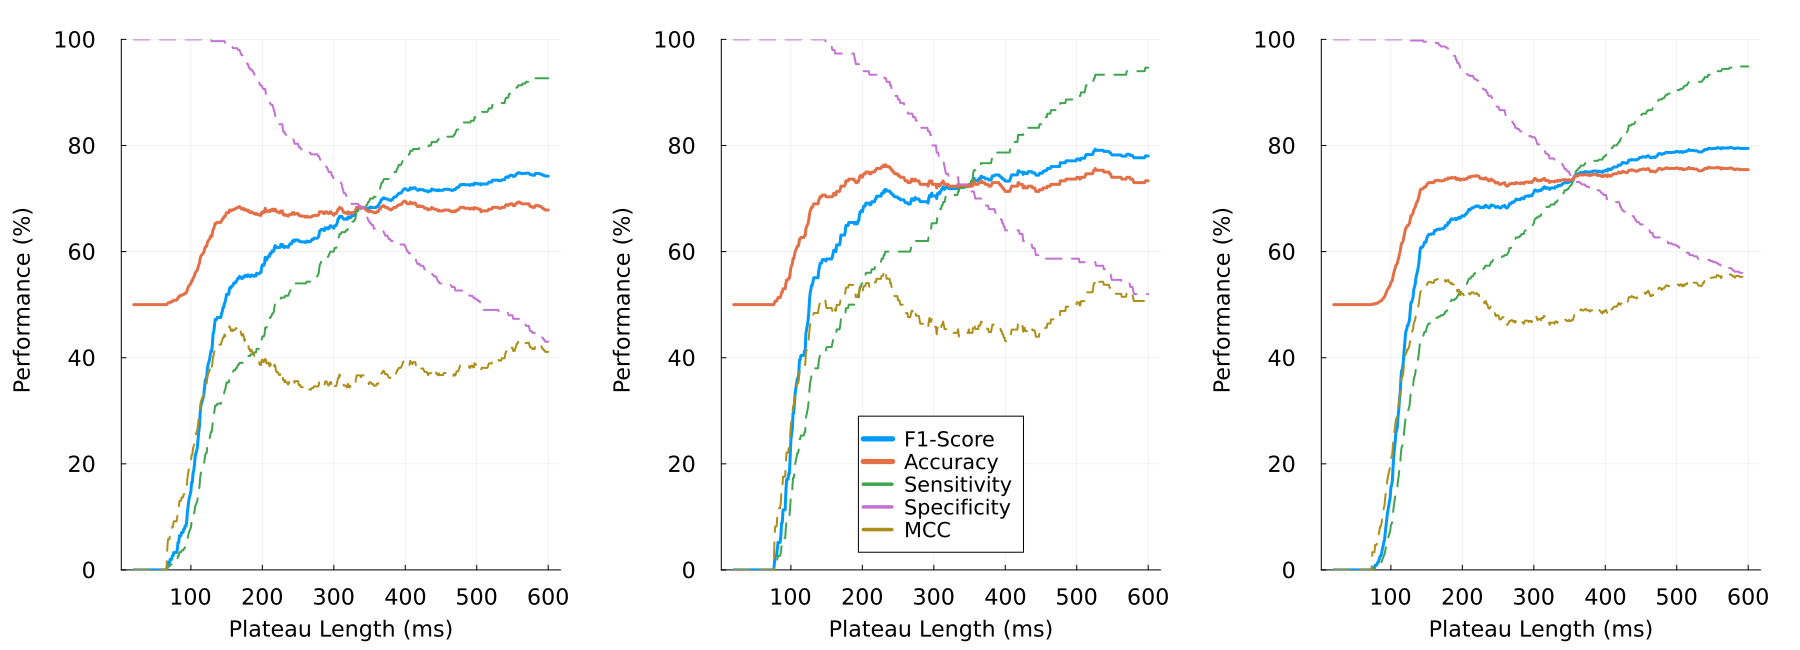 100
80
60
40
20
0
Performance (%)
100 200 300 400 500 600
Plateau Length (ms)
100
80
60
40
20
0
Performance (%)
F1-Score
Accuracy
Sensitivity
Specificity
MCC
100 200 300 400 500 600
Plateau Length (ms)
100
80
60
40
20
0
Performance (%)
100 200 300 400 500 600
Plateau Length (ms)